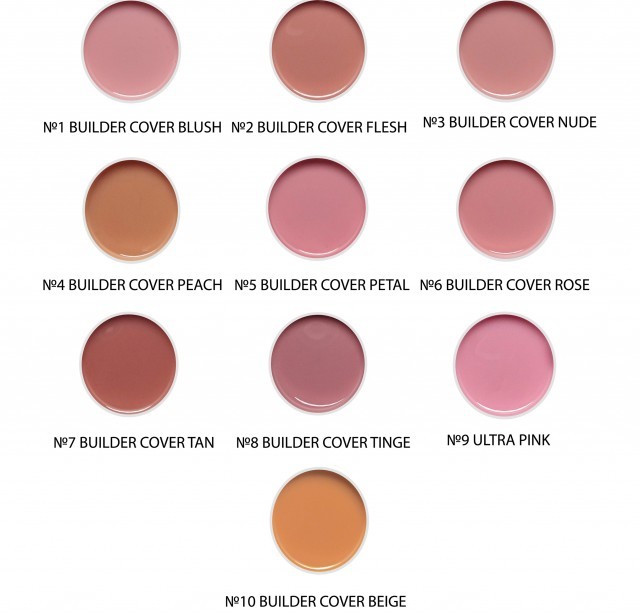 №1 BUILDER COVER BLUSH
№2 BUILDER COVER FLESH
№3 BUILDER COVER NUDE
№4 BUILDER COVER PEACH
№5 BUILDER COVER PETAL
№6 BUILDER COVER ROSE
№7 BUILDER COVER TAN
№8 BUILDER COVER TINGE
№9 ULTRA PINK
№10 BUILDER COVER BEIGE